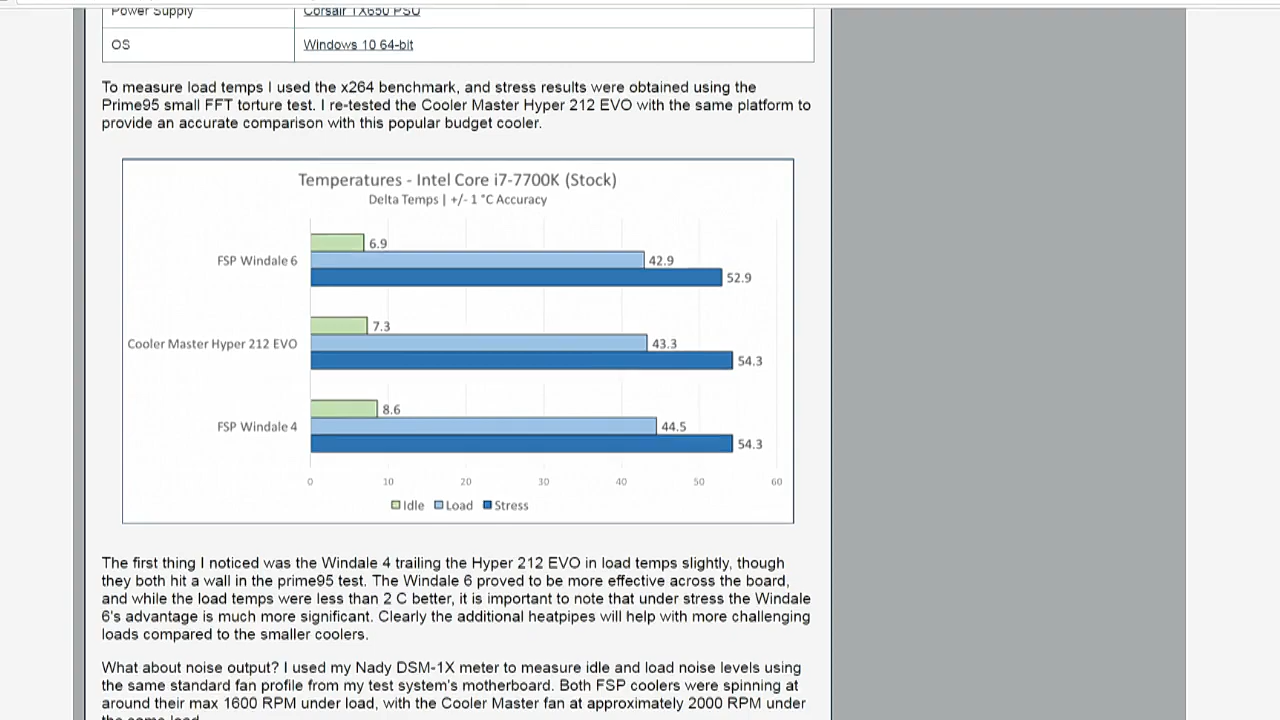 Power Supply
Corsair TX650 PSU
OS
Windows 10 64-bit
To measure load temps I used the x264 benchmark, and stress results were obtained using the
Prime95 small FFT torture test. I re-tested the Cooler Master Hyper 212 EVO with the same platform to
provide an accurate comparison with this popular budget cooler.
Temperatures - Intel Core i7-7700K (Stock)
Delta Temps | +/- 1 °C Accuracy
FSP Windale 6
6.9
42.9
52.9
Cooler Master Hyper 212 EVO
7.3
43.3
54.3
FSP Windale 4
8.6
44.5
54.3
0 10 20 30 40 50 60
Idle Load Stress
The first thing I noticed was the Windale 4 trailing the Hyper 212 EVO in load temps slightly, though
they both hit a wall in the prime95 test. The Windale 6 proved to be more effective across the board,
and while the load temps were less than 2 C better, it is important to note that under stress the Windale
6's advantage is much more significant. Clearly the additional heatpipes will help with more challenging
loads compared to the smaller coolers.
What about noise output? I used my Nady DSM-1X meter to measure idle and load noise levels using
the same standard fan profile from my test system's motherboard. Both FSP coolers were spinning at
around their max 1600 RPM under load, with the Cooler Master fan at approximately 2000 RPM under
the same load